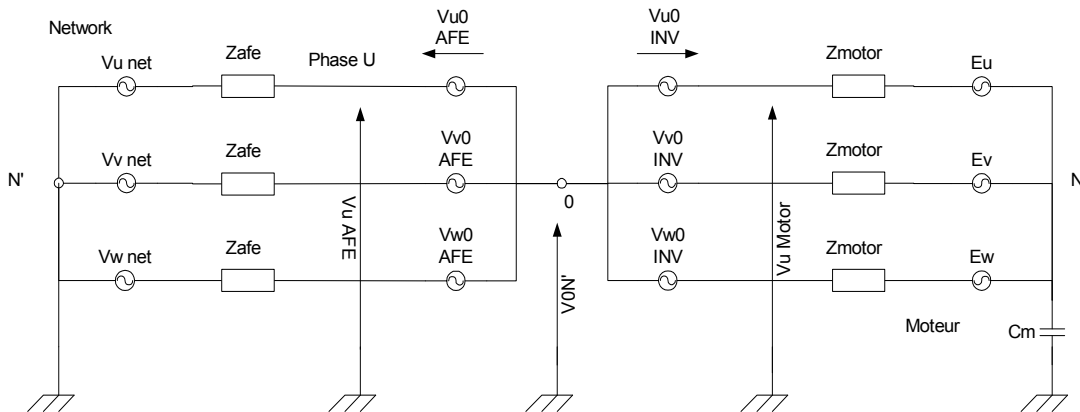 Network
Vu0
AFE
Vu0
INV
Zafe
Phase U
Zmotor
Vu net
Eu
Vv net
Zafe
Vv0
AFE
Vv0
INV
Zmotor
Ev
N'
0
N
Vw net
Zafe
Vu AFE
Vw0
AFE
V0N'
Vw0
INV
Vu Motor
Zmotor
Ew
Moteur
Cm